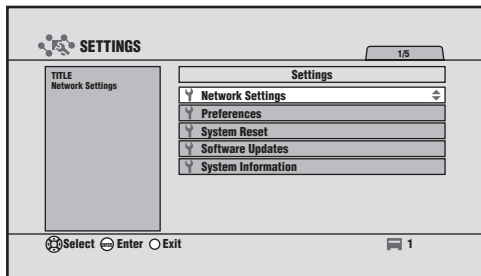 SETTINGS
1/5
TITLE
Network Settings
Settings
Network Settings
Preferences
System Reset
Software Updates
System Information
Select ENTER Enter Exit
1